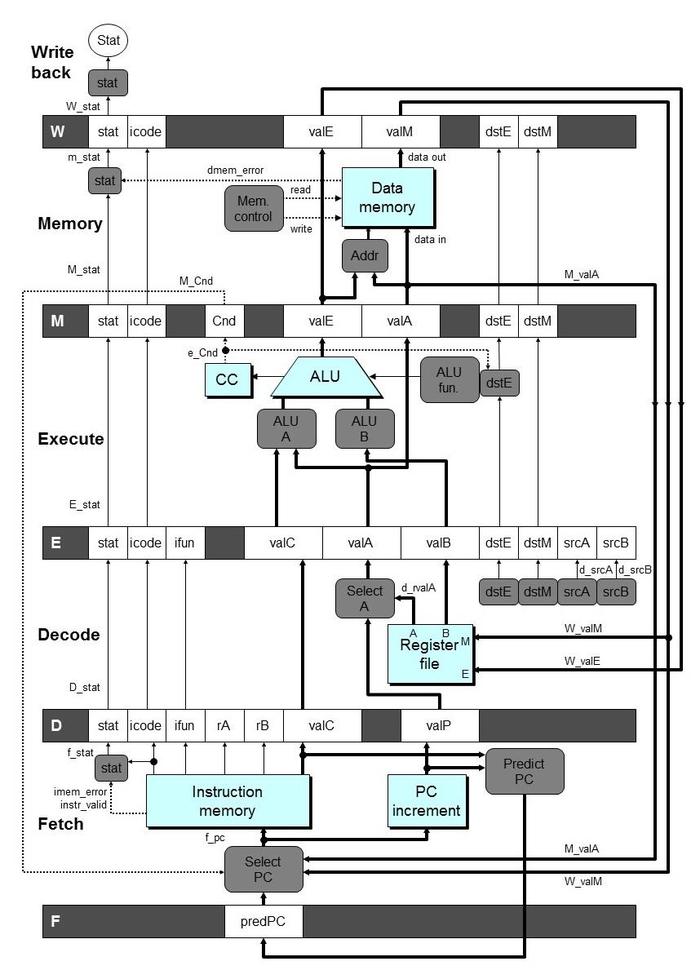 Stat
Write
back
stat
W_stat
W
stat
icode
valE
valM
dstE
dstM
m_stat
data out
dmem_error
stat
read
Mem.
control
write
Data
memory
Memory
data in
Addr
M_stat
M_valA
M_Cnd
M
stat
icode
Cnd
valE
valA
dstE
dstM
e_Cnd
CC
ALU
ALU
fun.
dstE
ALU
A
ALU
B
Execute
E_stat
E
stat
icode
ifun
valC
valA
valB
dstE
dstM
srcA
srcB
d_srcA
d_srcB
Select
A
d_rvalA
dstE
dstM
srcA
srcB
Decode
A
B
Register
file
M
E
W_valM
W_valE
D_stat
D
stat
icode
ifun
rA
rB
valC
valP
f_stat
stat
Predict
PC
imem_error
instr_valid
Instruction
memory
PC
increment
Fetch
f_pc
Select
PC
M_valA
W_valM
F
predPC